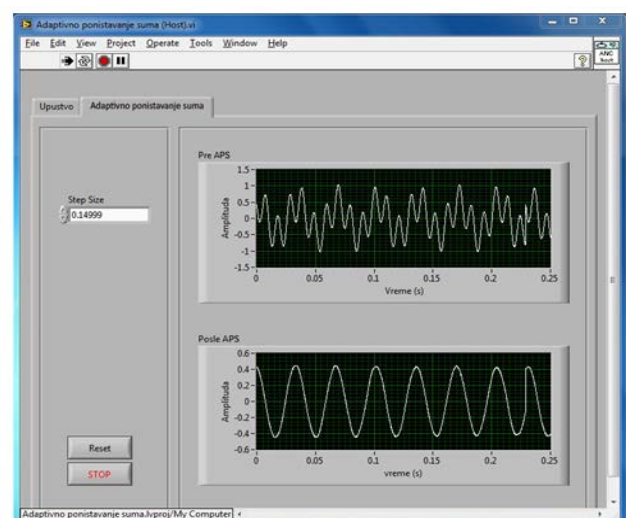 Adaptivno ponistavanje suma (Host).vi
File Edit View Project Operate Tools Window Help
ANC
host
Upustvo Adaptivno ponistavanje suma
Step Size
0.14999
Pre APS
Amplituda
1.5
1
0.5
0
-0.5
-1
-1.5
0 0.05 0.1 0.15 0.2 0.25
Vreme (s)
Posle APS
Amplituda
0.6
0.4
0.2
0
-0.2
-0.4
-0.6
0 0.05 0.1 0.15 0.2 0.25
vreme (s)
Reset
STOP
Adaptivno ponistavanje suma.lvproj/My Computer